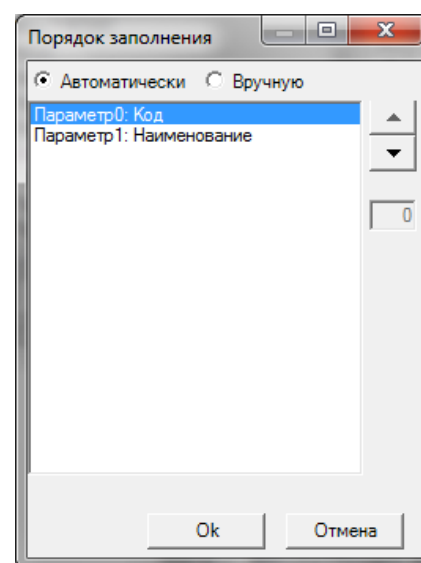 Порядок заполнения
Автоматически Вручную
Параметр0: Код
Параметр1: Наименование
0
Ok Отмена